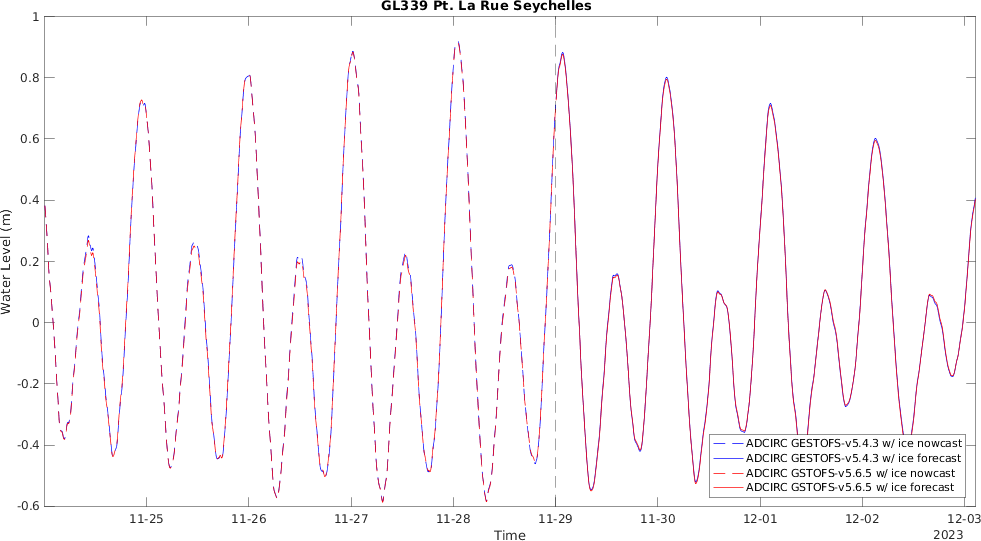 GL339 Pt. La Rue Seychelles
Water Level (m)
1
0.8
0.6
0.4
0.2
0
-0.2
-0.4
-0.6
ADCIRC GESTOFS-v5.4.3 w/ ice nowcast
ADCIRC GESTOFS-v5.4.3 w/ ice forecast
ADCIRC GSTOFS-v5.6.5 w/ ice nowcast
ADCIRC GSTOFS-v5.6.5 w/ ice forecast
11-25 11-26 11-27 11-28 11-29 11-30 12-01 12-02 12-03
Time 2023